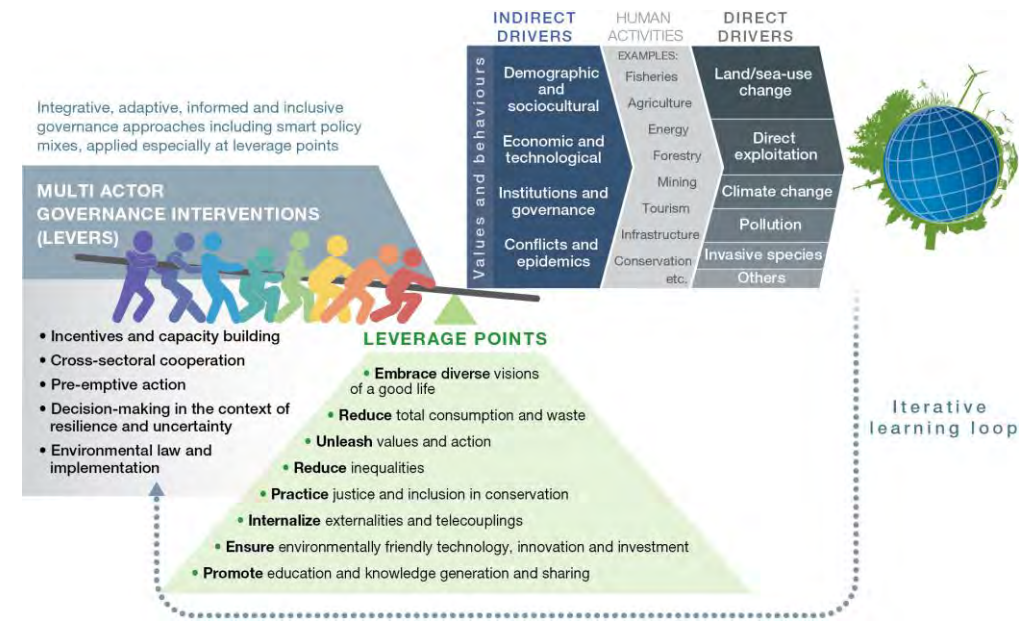 INDIRECT
DRIVERS
HUMAN
ACTIVITIES
DIRECT
DRIVERS
Values and behaviours
Demographic
and
sociocultural
Economic and
technological
Institutions and
governance
Conflicts and
epidemics
EXAMPLES:
Fisheries
Agriculture
Energy
Forestry
Mining
Tourism
Infrastructure
Conservation
etc.
Land/sea-use
change
Direct
exploitation
Climate change
Pollution
Invasive species
Others
Integrative, adaptive, informed and inclusive
governance approaches including smart policy
mixes, applied especially at leverage points
MULTI ACTOR
GOVERNANCE INTERVENTIONS
(LEVERS)
• Incentives and capacity building
• Cross-sectoral cooperation
• Pre-emptive action
• Decision-making in the context of
resilience and uncertainty
• Environmental law and
implementation
LEVERAGE POINTS
• Embrace diverse visions
of a good life
• Reduce total consumption and waste
• Unleash values and action
• Reduce inequalities
• Practice justice and inclusion in conservation
• Internalize externalities and telecouplings
• Ensure environmentally friendly technology, innovation and investment
• Promote education and knowledge generation and sharing
Iterative
learning loop